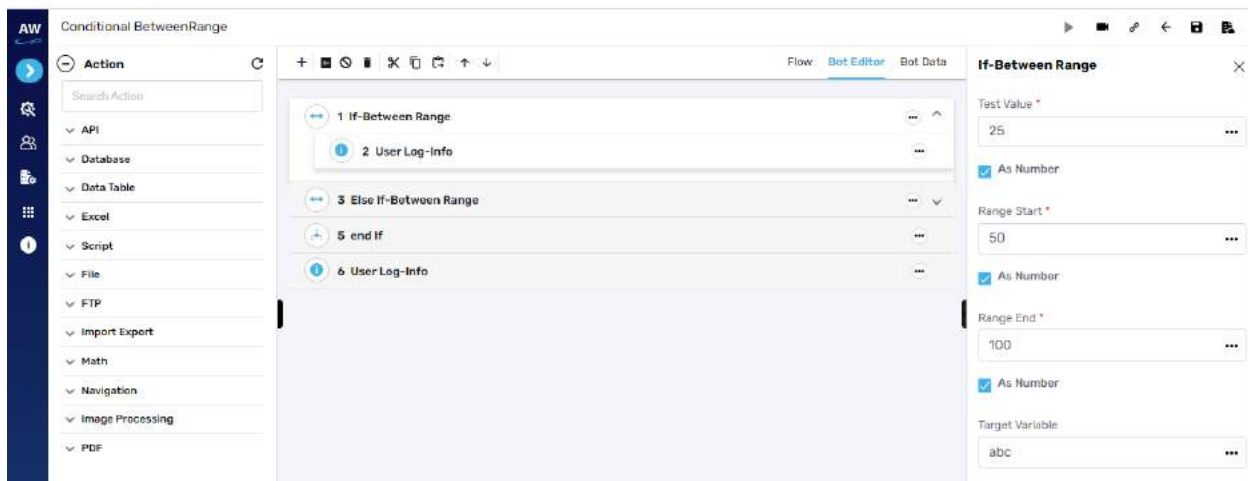 AW
Conditional BetweenRange
Action
Search Action
API
Database
Data Table
Excel
Script
File
FTP
Import Export
Math
Navigation
Image Processing
PDF
Flow Bot Editor Bot Data
1 If-Between Range
2 User Log-Info
3 Else If-Between Range
5 end If
6 User Log-Info
If-Between Range
Test Value *
25
As Number
Range Start *
50
As Number
Range End *
100
As Number
Target Variable
abc